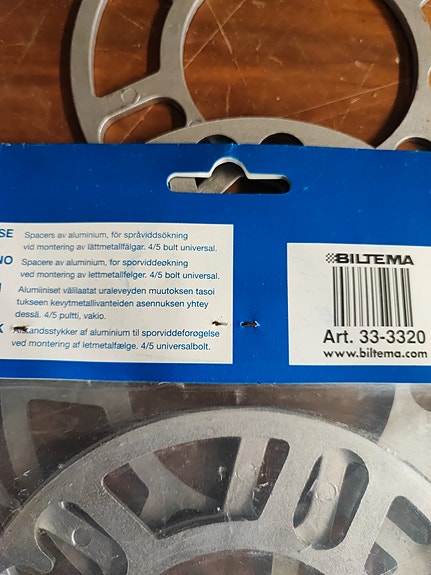 SE Spacers av aluminium, för språviddsökning
vid montering av lättmetallfälgar. 4/5 bult universal.
NO Spacere av aluminium, for sporviddeøkning
ved montering av lettmetallfelger. 4/5 bolt universal.
Alumiiniset välilaatat uraleveyden muutoksen tasoi
tukseen kevytmetallivanteiden asennuksen yhtey
dessä. 4/5 pultti, vakio.
K Afstandsstykker af aluminium til sporviddeforøgelse
ved montering af letmetalfælge. 4/5 universalbolt.
BILTEMA
Art. 33-3320
www.biltema.com